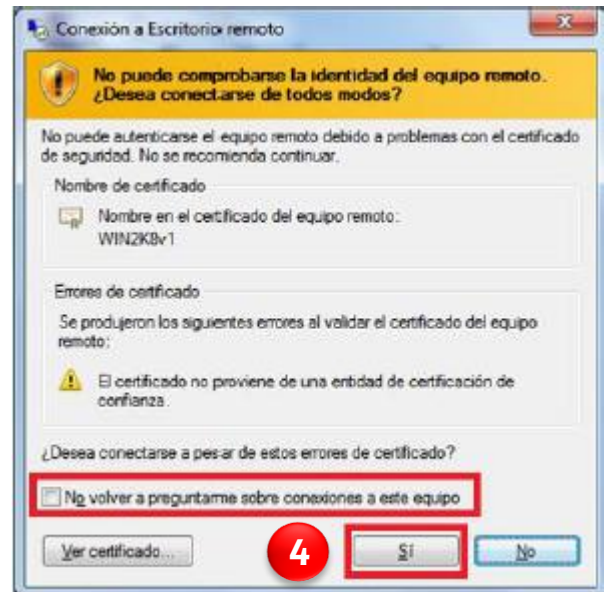 Conexión a Escritorio remoto
No puede comprobarse la identidad del equipo remoto.
¿Desea conectarse de todos modos?
No puede autenticarse el equipo remoto debido a problemas con el certificado
de seguridad. No se recomienda continuar.
Nombre de certificado
Nombre en el certificado del equipo remoto:
WIN2K8v1
Errores de certificado
Se produjeron los siguientes errores al validar el certificado del equipo
remoto:
El certificado no proviene de una entidad de certificación de
confianza.
¿Desea conectarse a pesar de estos errores de certificado?
No volver a preguntarme sobre conexiones a este equipo
Ver certificado... 4 Sí No